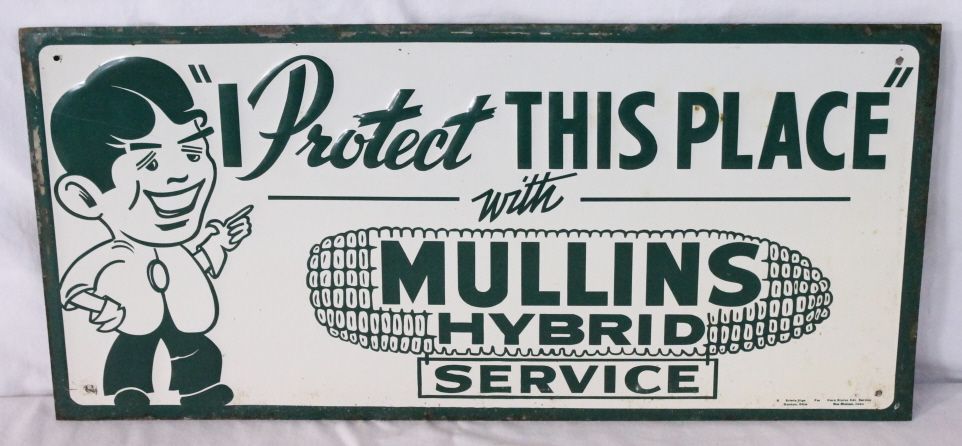 "I Protect THIS PLACE"
with
MULLINS
HYBRID
SERVICE